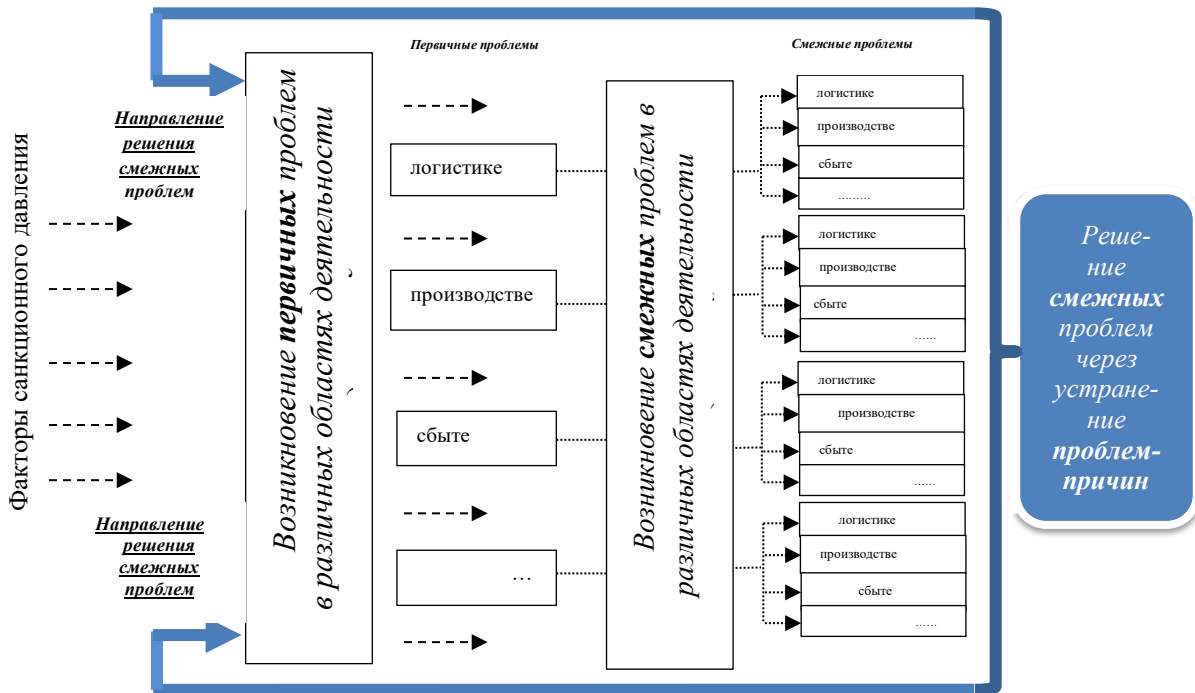 Факторы санкционного давления
Направление
решения
смежных
проблем
Направление
решения
смежных
проблем
Возникновение первичных проблем
в различных областях деятельности
Первичные проблемы
логистике
производстве
сбыте
...
Возникновение смежных проблем в
различных областях деятельности
Смежные проблемы
логистике
производстве
сбыте
.........
логистике
производстве
сбыте
......
логистике
производстве
сбыте
......
логистике
производстве
сбыте
......
Реше-
ние
смежных
проблем
через
устране-
ние
проблем-
причин